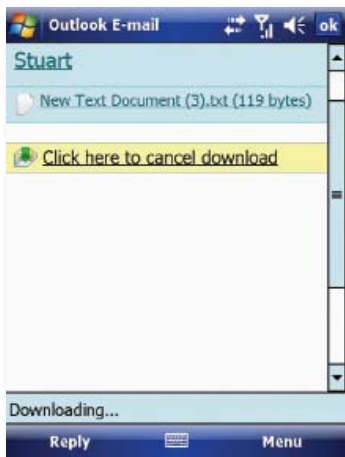 Outlook E-mail ok
Stuart
New Text Document (3).txt (119 bytes)
Click here to cancel download
Downloading...
Reply Menu